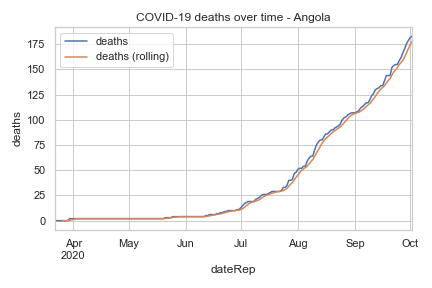 COVID-19 deaths over time - Angola
deaths
deaths (rolling)
175
150
125
100
75
50
25
0
deaths
Apr May Jun Jul Aug Sep Oct
2020
dateRep